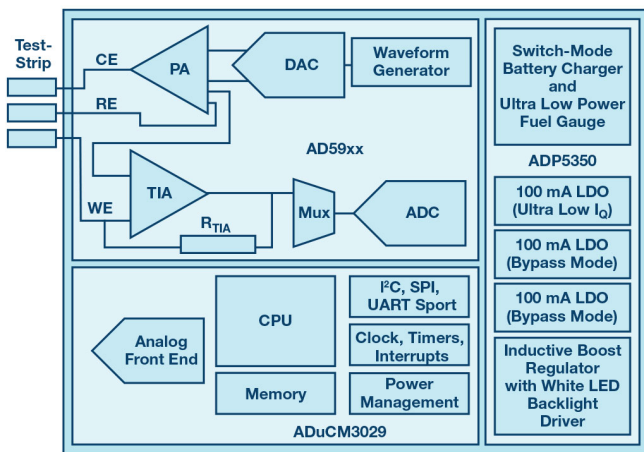 Test-
Strip
CE
RE
WE
PA
DAC
Waveform
Generator
AD59xx
TIA
R_TIA
Mux
ADC
Analog
Front End
CPU
Memory
I²C, SPI,
UART Sport
Clock, Timers,
Interrupts
Power
Management
ADuCM3029
Switch-Mode
Battery Charger
and
Ultra Low Power
Fuel Gauge
ADP5350
100 mA LDO
(Ultra Low I_Q)
100 mA LDO
(Bypass Mode)
100 mA LDO
(Bypass Mode)
Inductive Boost
Regulator
with White LED
Backlight
Driver